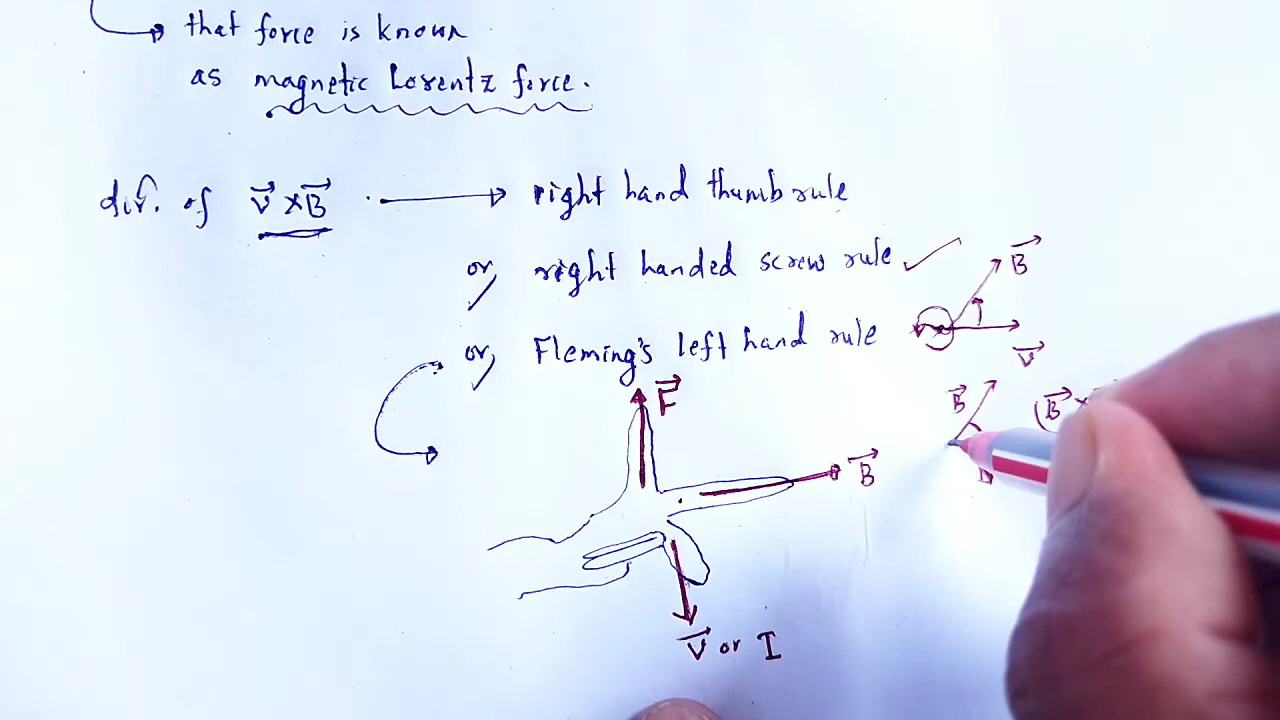 that force is known
as magnetic Lorentz force.
dir. of V⃗ × B⃗ → right hand thumb rule
or, right handed screw rule ✓
B⃗
or, Fleming's left hand rule
V⃗
F⃗
B⃗ (B⃗ ×
B⃗
V⃗ or I